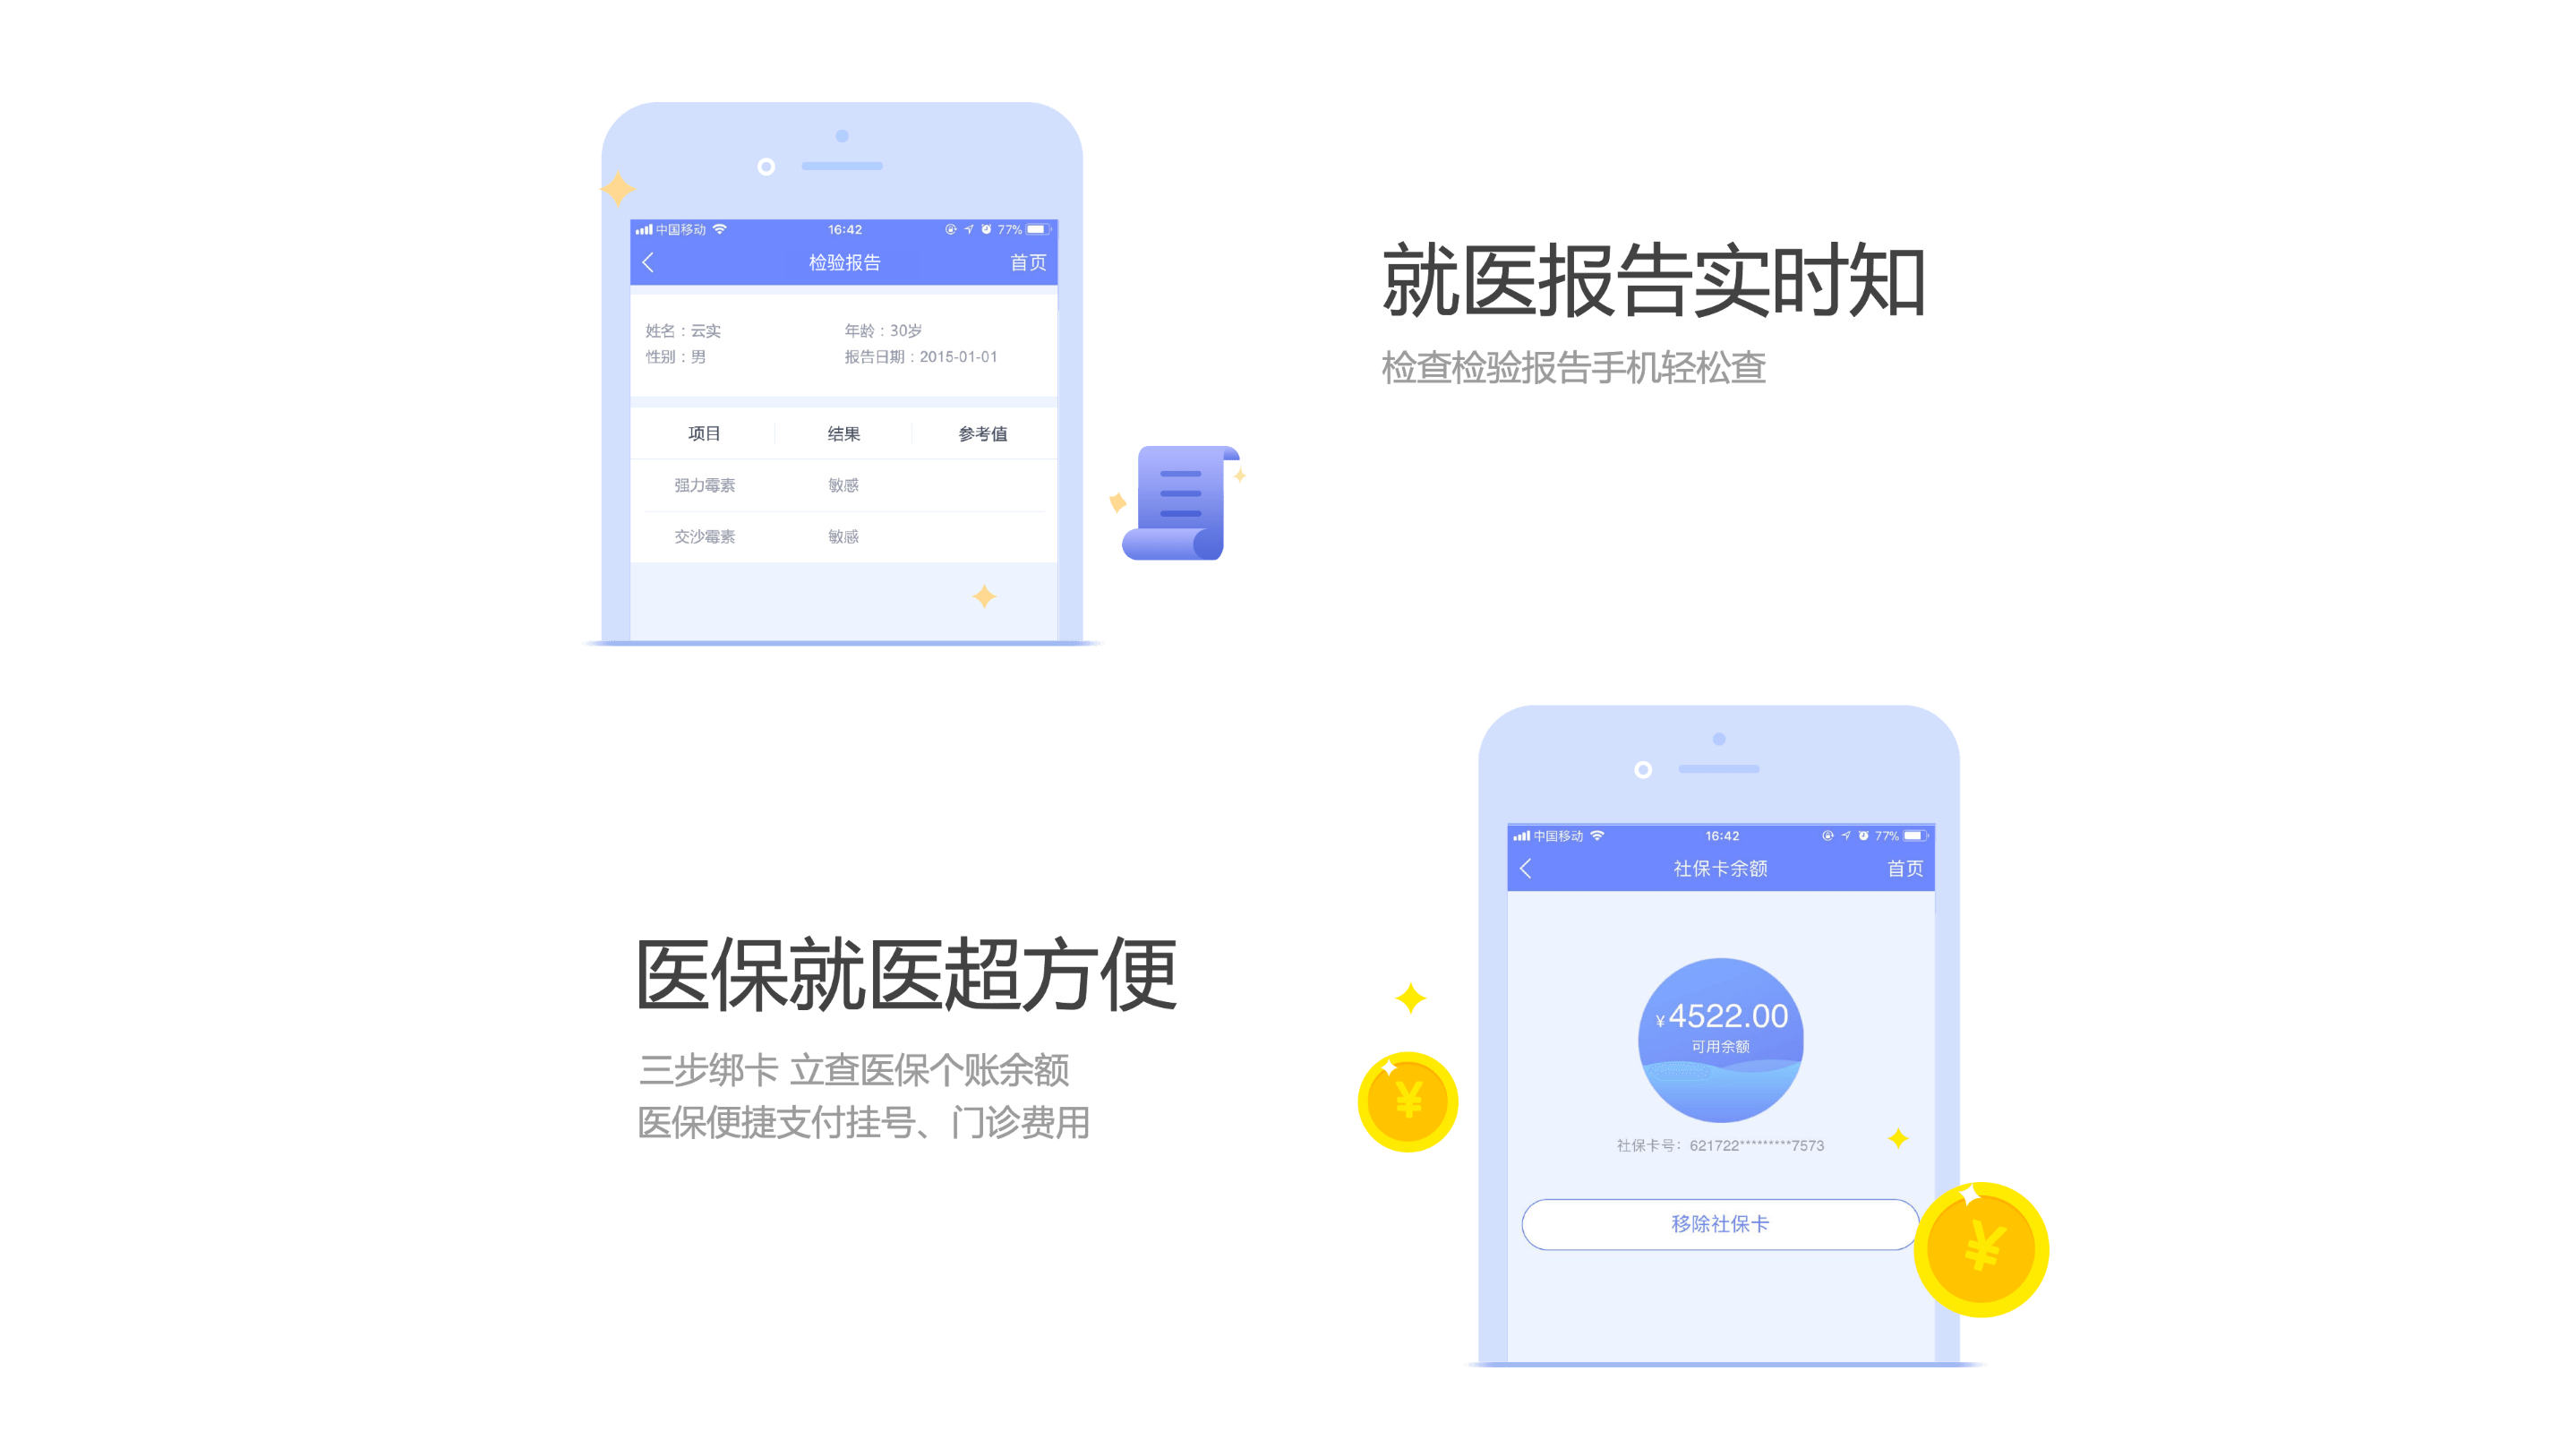 中国移动 16:42 77%
检验报告 首页
姓名：云实 年龄：30岁
性别：男 报告日期：2015-01-01
项目 结果 参考值
强力霉素 敏感
交沙霉素 敏感
就医报告实时知
检查检验报告手机轻松查
医保就医超方便
三步绑卡 立查医保个账余额
医保便捷支付挂号、门诊费用
中国移动 16:42 77%
社保卡余额 首页
¥4522.00
可用余额
社保卡号：621722*********7573
移除社保卡
¥
¥